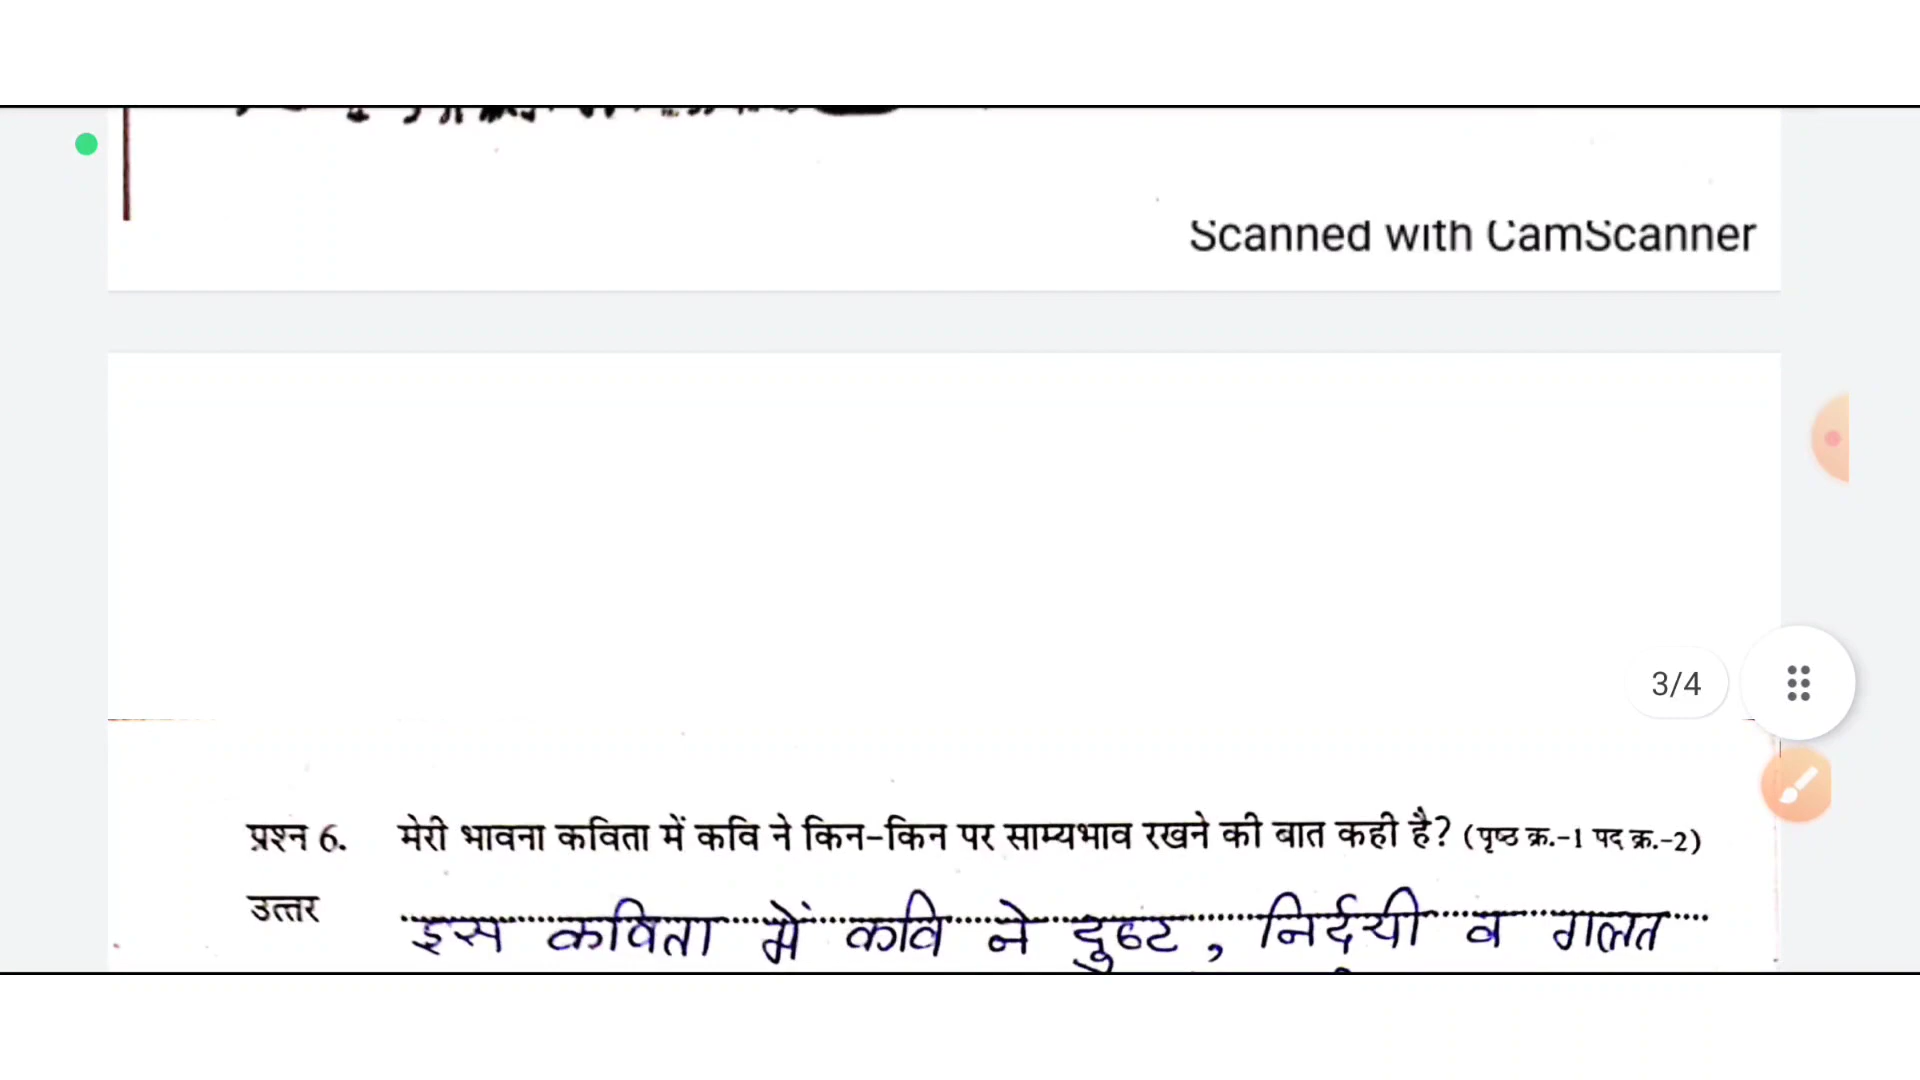 Scanned with CamScanner
3/4
प्रश्न 6. मेरी भावना कविता में कवि ने किन-किन पर साम्यभाव रखने की बात कही है? (पृष्ठ क्र.-1 पद क्र.-2)
उत्तर इस कविता में कवि ने दुष्ट, निर्दयी व गलत